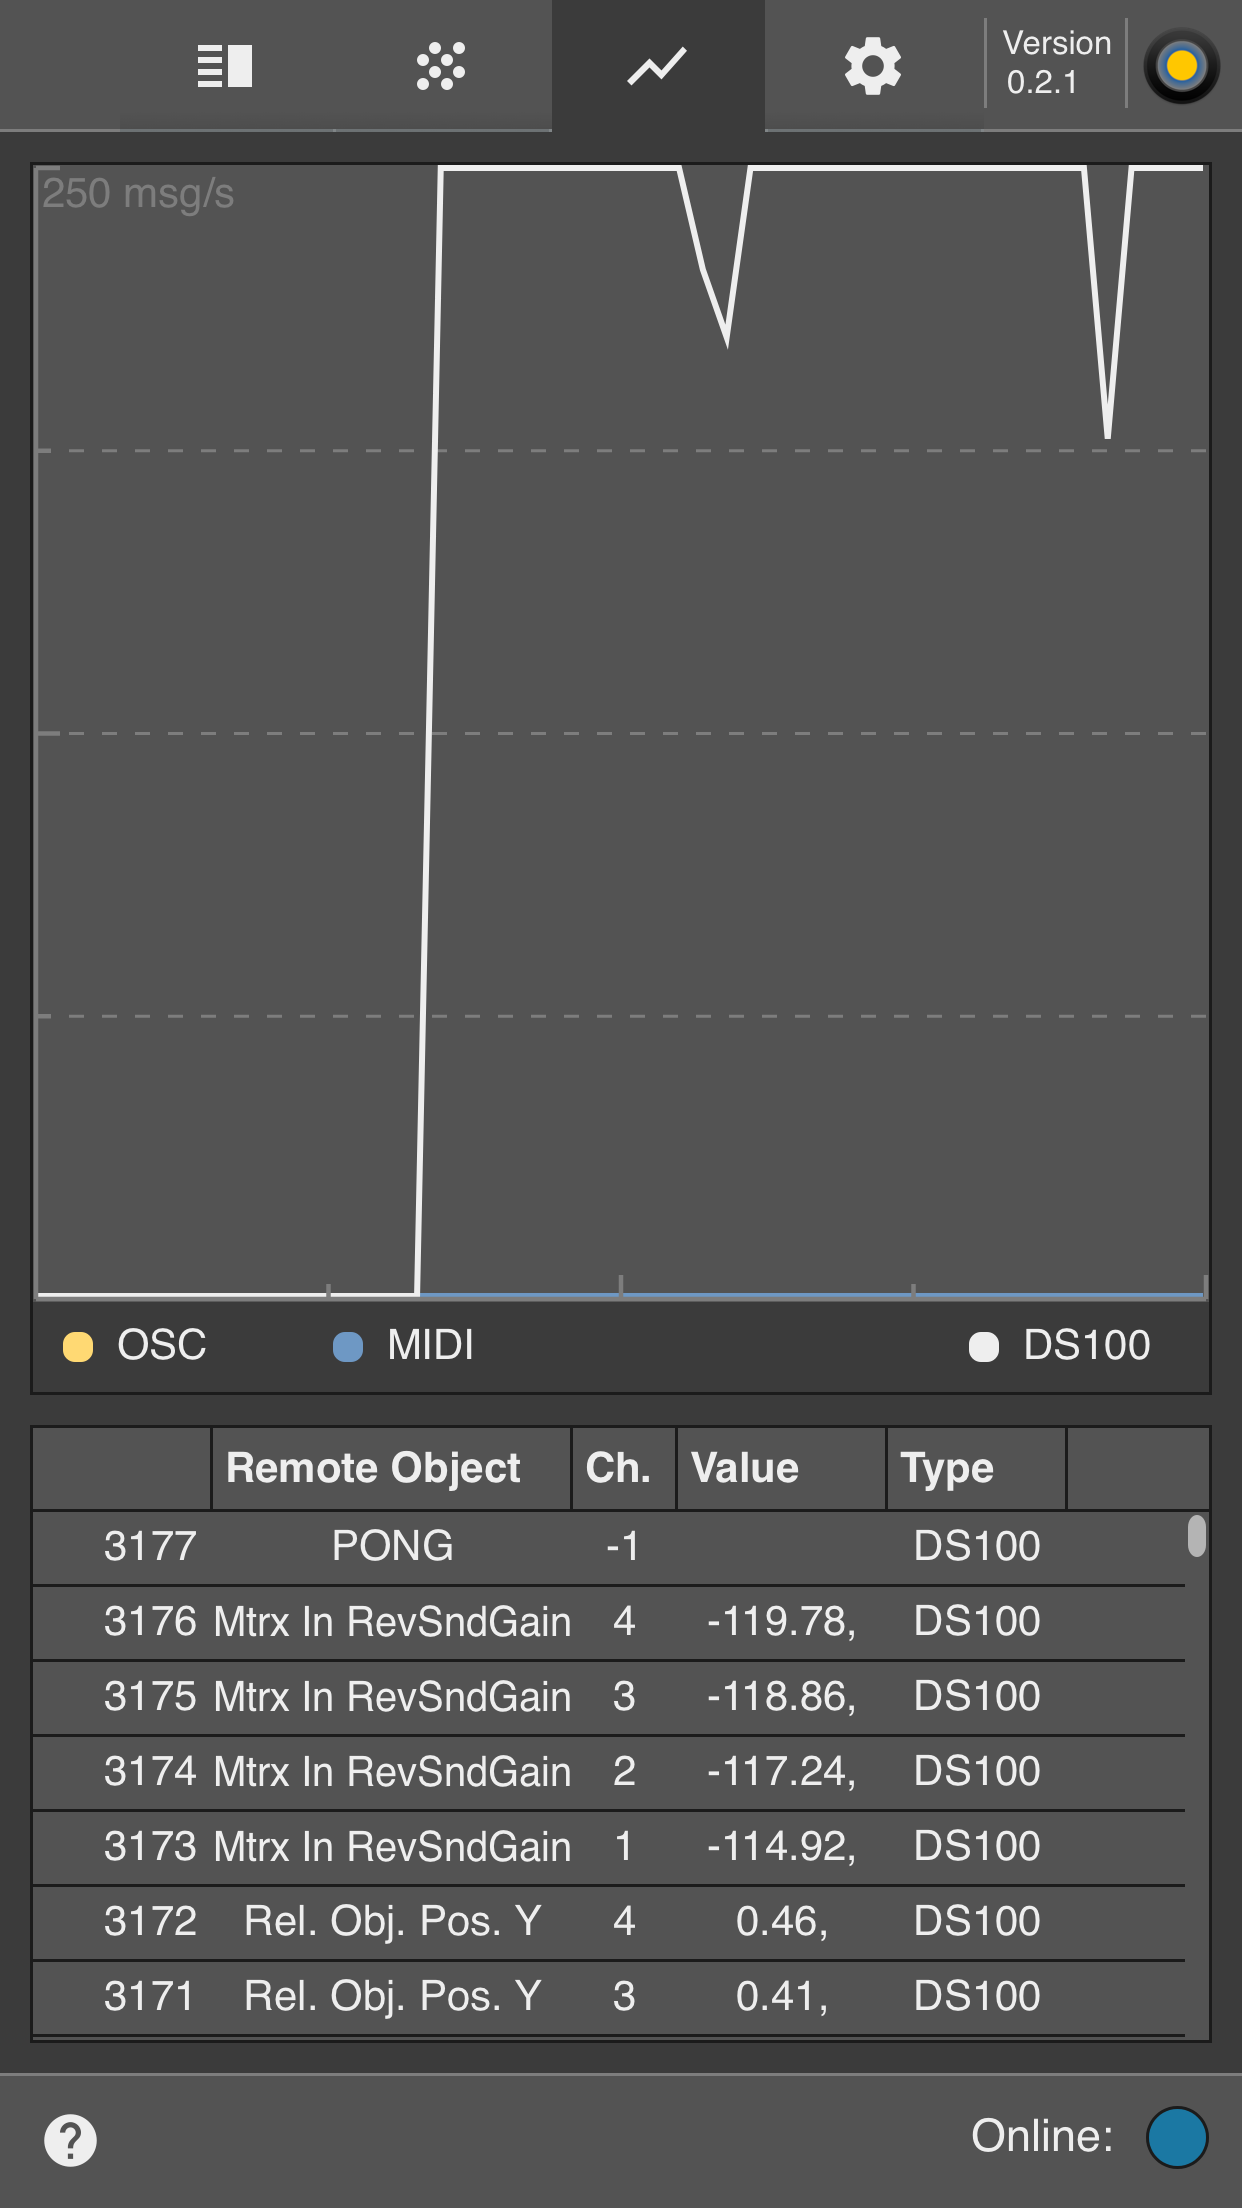 Version
0.2.1
250 msg/s
OSC MIDI DS100
Remote Object Ch. Value Type
3177 PONG -1 DS100
3176 Mtrx In RevSndGain 4 -119.78, DS100
3175 Mtrx In RevSndGain 3 -118.86, DS100
3174 Mtrx In RevSndGain 2 -117.24, DS100
3173 Mtrx In RevSndGain 1 -114.92, DS100
3172 Rel. Obj. Pos. Y 4 0.46, DS100
3171 Rel. Obj. Pos. Y 3 0.41, DS100
? Online: